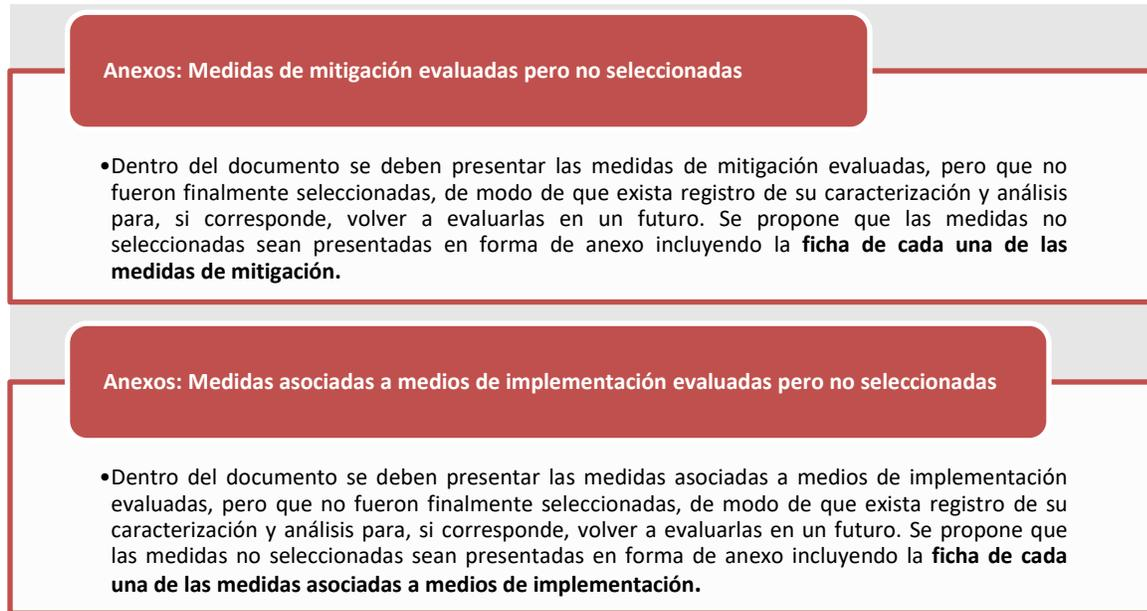 Anexos: Medidas de mitigación evaluadas pero no seleccionadas
•Dentro del documento se deben presentar las medidas de mitigación evaluadas, pero que no
fueron finalmente seleccionadas, de modo de que exista registro de su caracterización y análisis
para, si corresponde, volver a evaluarlas en un futuro. Se propone que las medidas no
seleccionadas sean presentadas en forma de anexo incluyendo la ficha de cada una de las
medidas de mitigación.
Anexos: Medidas asociadas a medios de implementación evaluadas pero no seleccionadas
•Dentro del documento se deben presentar las medidas asociadas a medios de implementación
evaluadas, pero que no fueron finalmente seleccionadas, de modo de que exista registro de su
caracterización y análisis para, si corresponde, volver a evaluarlas en un futuro. Se propone que
las medidas no seleccionadas sean presentadas en forma de anexo incluyendo la ficha de cada
una de las medidas asociadas a medios de implementación.